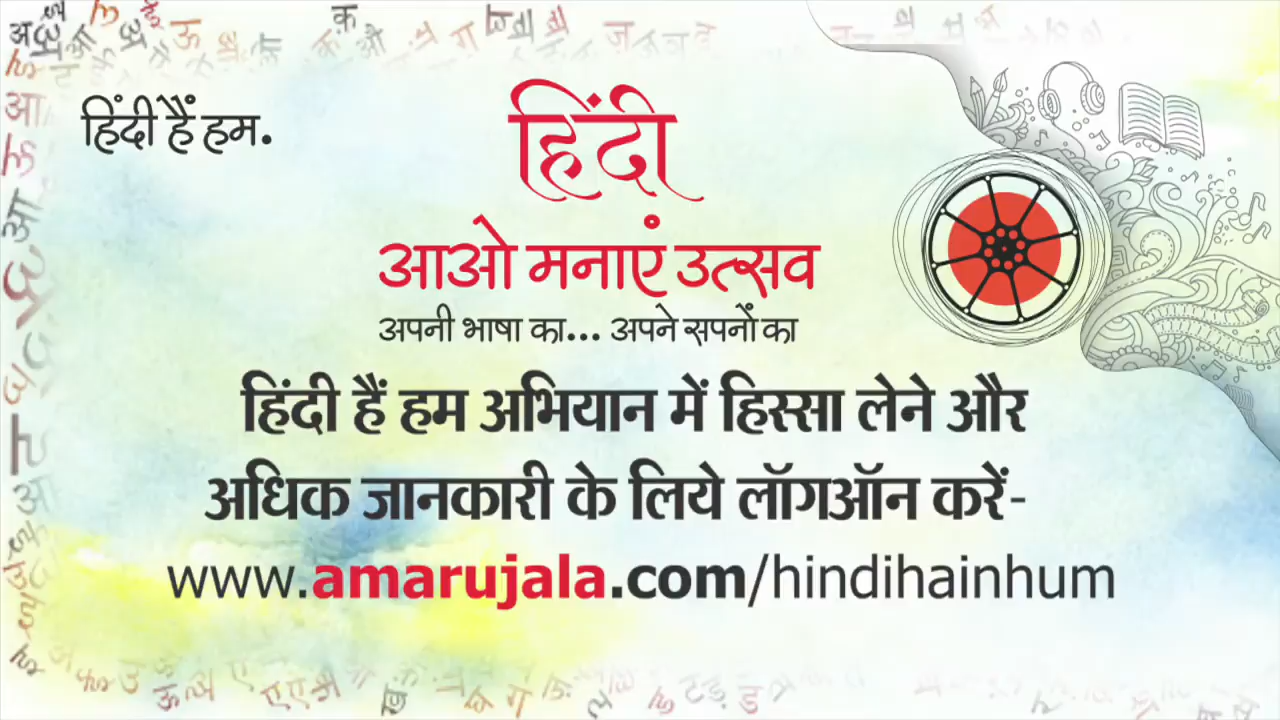 हिंदी हैं हम.
हिंदी
आओ मनाएं उत्सव
अपनी भाषा का... अपने सपनों का
हिंदी हैं हम अभियान में हिस्सा लेने और
अधिक जानकारी के लिये लॉगऑन करें-
www.amarujala.com/hindihainhum